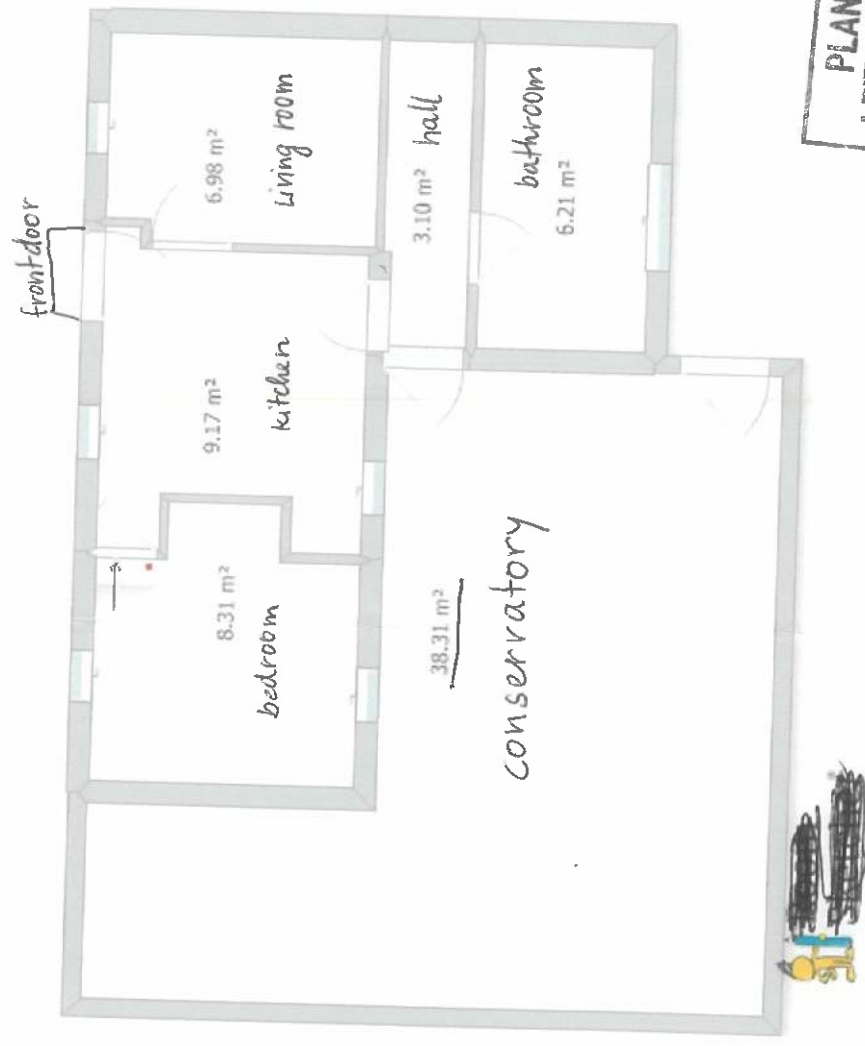 PLAN
frontdoor
6.98 m²
Living room
3.10 m² hall
bathroom
6.21 m²
9.17 m²
kitchen
8.31 m²
bedroom
38.31 m²
conservatory